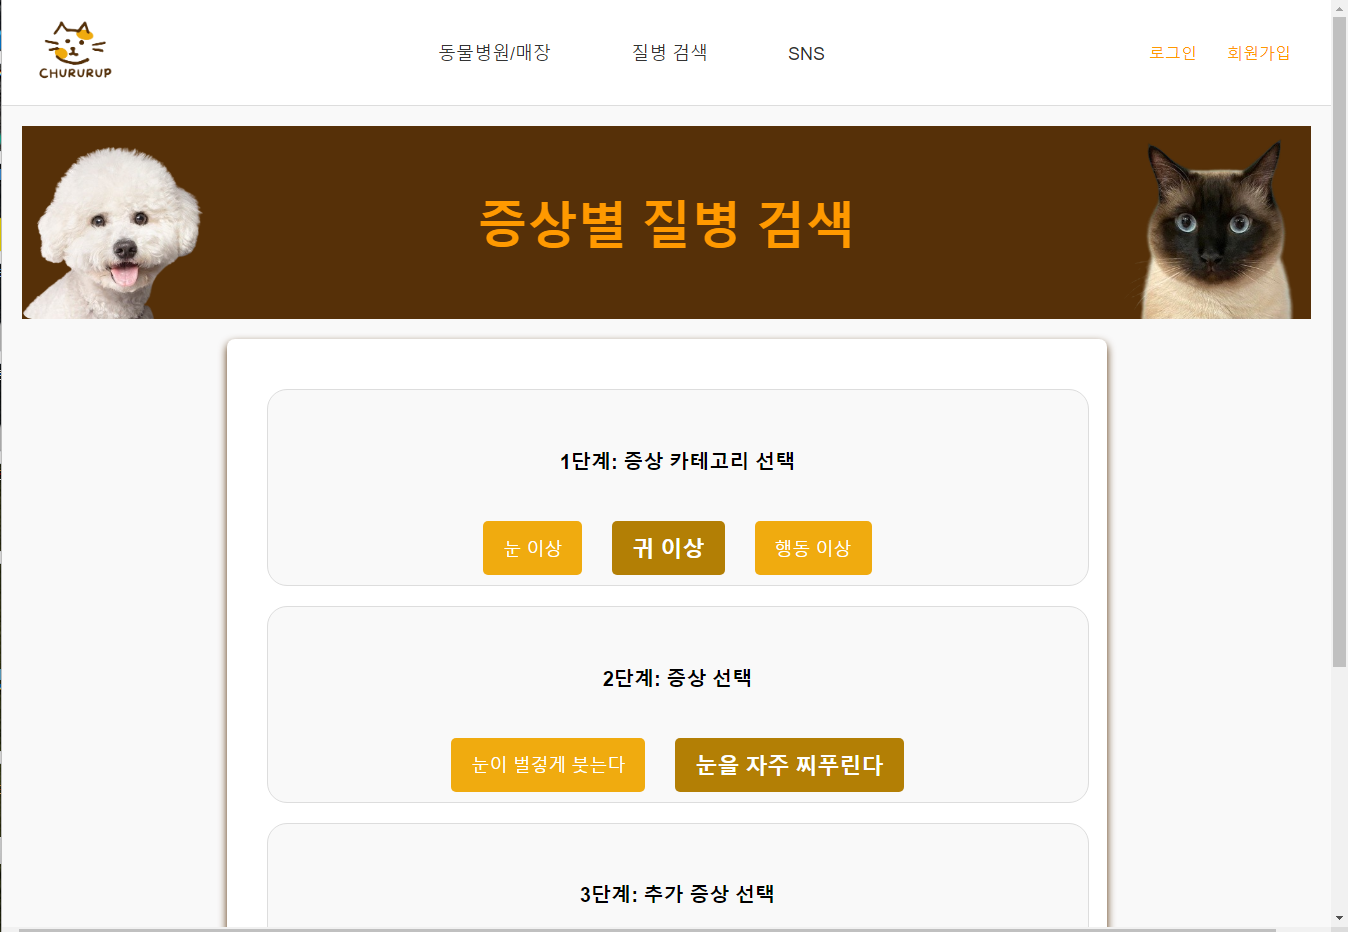 CHURURUP
동물병원/매장
질병 검색
SNS
로그인
회원가입
증상별 질병 검색
1단계: 증상 카테고리 선택
눈 이상
귀 이상
행동 이상
2단계: 증상 선택
눈이 벌겋게 붓는다
눈을 자주 찌푸린다
3단계: 추가 증상 선택